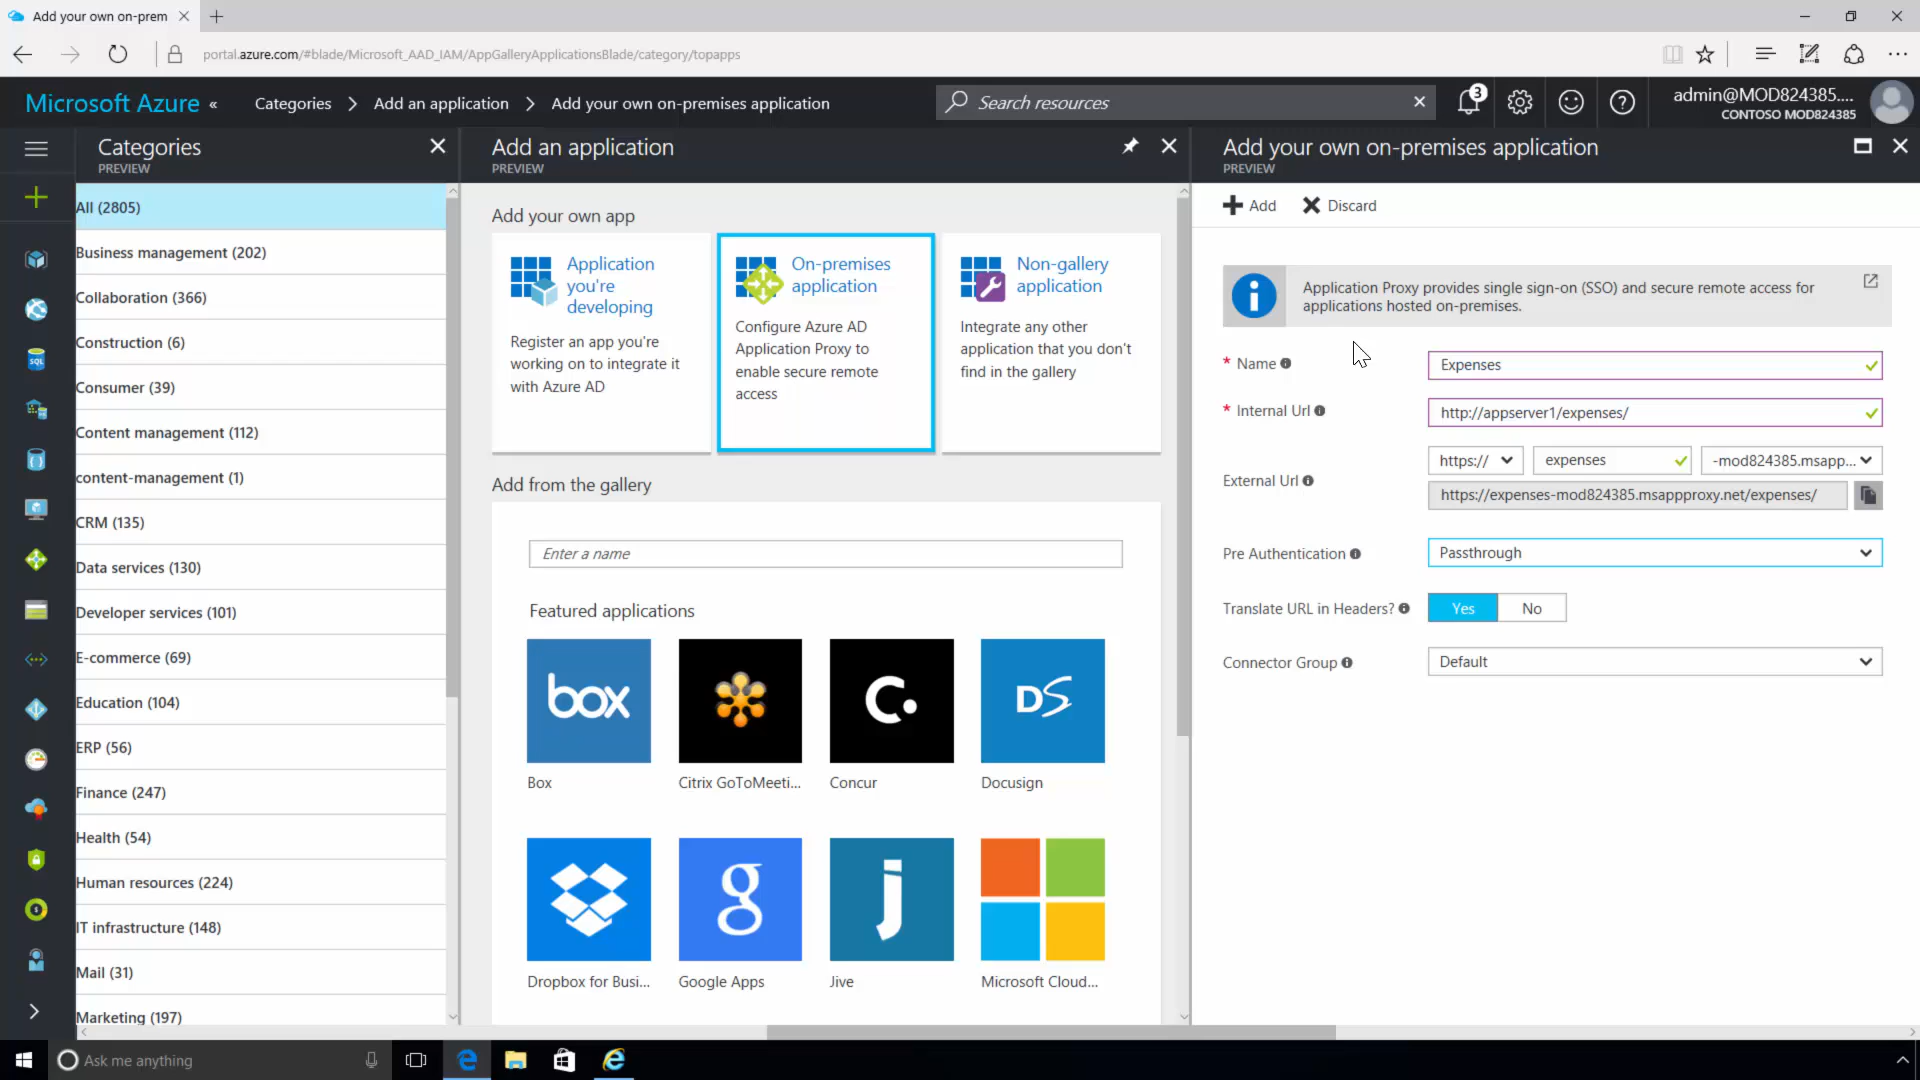 Add your own on-prem
portal.azure.com/#blade/Microsoft_AAD_IAM/AppGalleryApplicationsBlade/category/topapps
Microsoft Azure «
Categories > Add an application > Add your own on-premises application
Search resources
3
admin@MOD824385....
CONTOSO MOD824385
Categories
PREVIEW
All (2805)
Business management (202)
Collaboration (366)
Construction (6)
Consumer (39)
Content management (112)
content-management (1)
CRM (135)
Data services (130)
Developer services (101)
E-commerce (69)
Education (104)
ERP (56)
Finance (247)
Health (54)
Human resources (224)
IT infrastructure (148)
Mail (31)
Marketing (197)
SQL
Add an application
PREVIEW
Add your own app
Application
you're
developing
Register an app you're
working on to integrate it
with Azure AD
On-premises
application
Configure Azure AD
Application Proxy to
enable secure remote
access
Non-gallery
application
Integrate any other
application that you don't
find in the gallery
Add from the gallery
Enter a name
Featured applications
box
Box
Citrix GoToMeeti...
C.
Concur
DS
Docusign
Dropbox for Busi...
g
Google Apps
j
Jive
Microsoft Cloud...
Add your own on-premises application
PREVIEW
Add
Discard
Application Proxy provides single sign-on (SSO) and secure remote access for
applications hosted on-premises.
* Name
Expenses
* Internal Url
http://appserver1/expenses/
External Url
https://
expenses
-mod824385.msapp...
https://expenses-mod824385.msappproxy.net/expenses/
Pre Authentication
Passthrough
Translate URL in Headers?
Yes
No
Connector Group
Default
Ask me anything